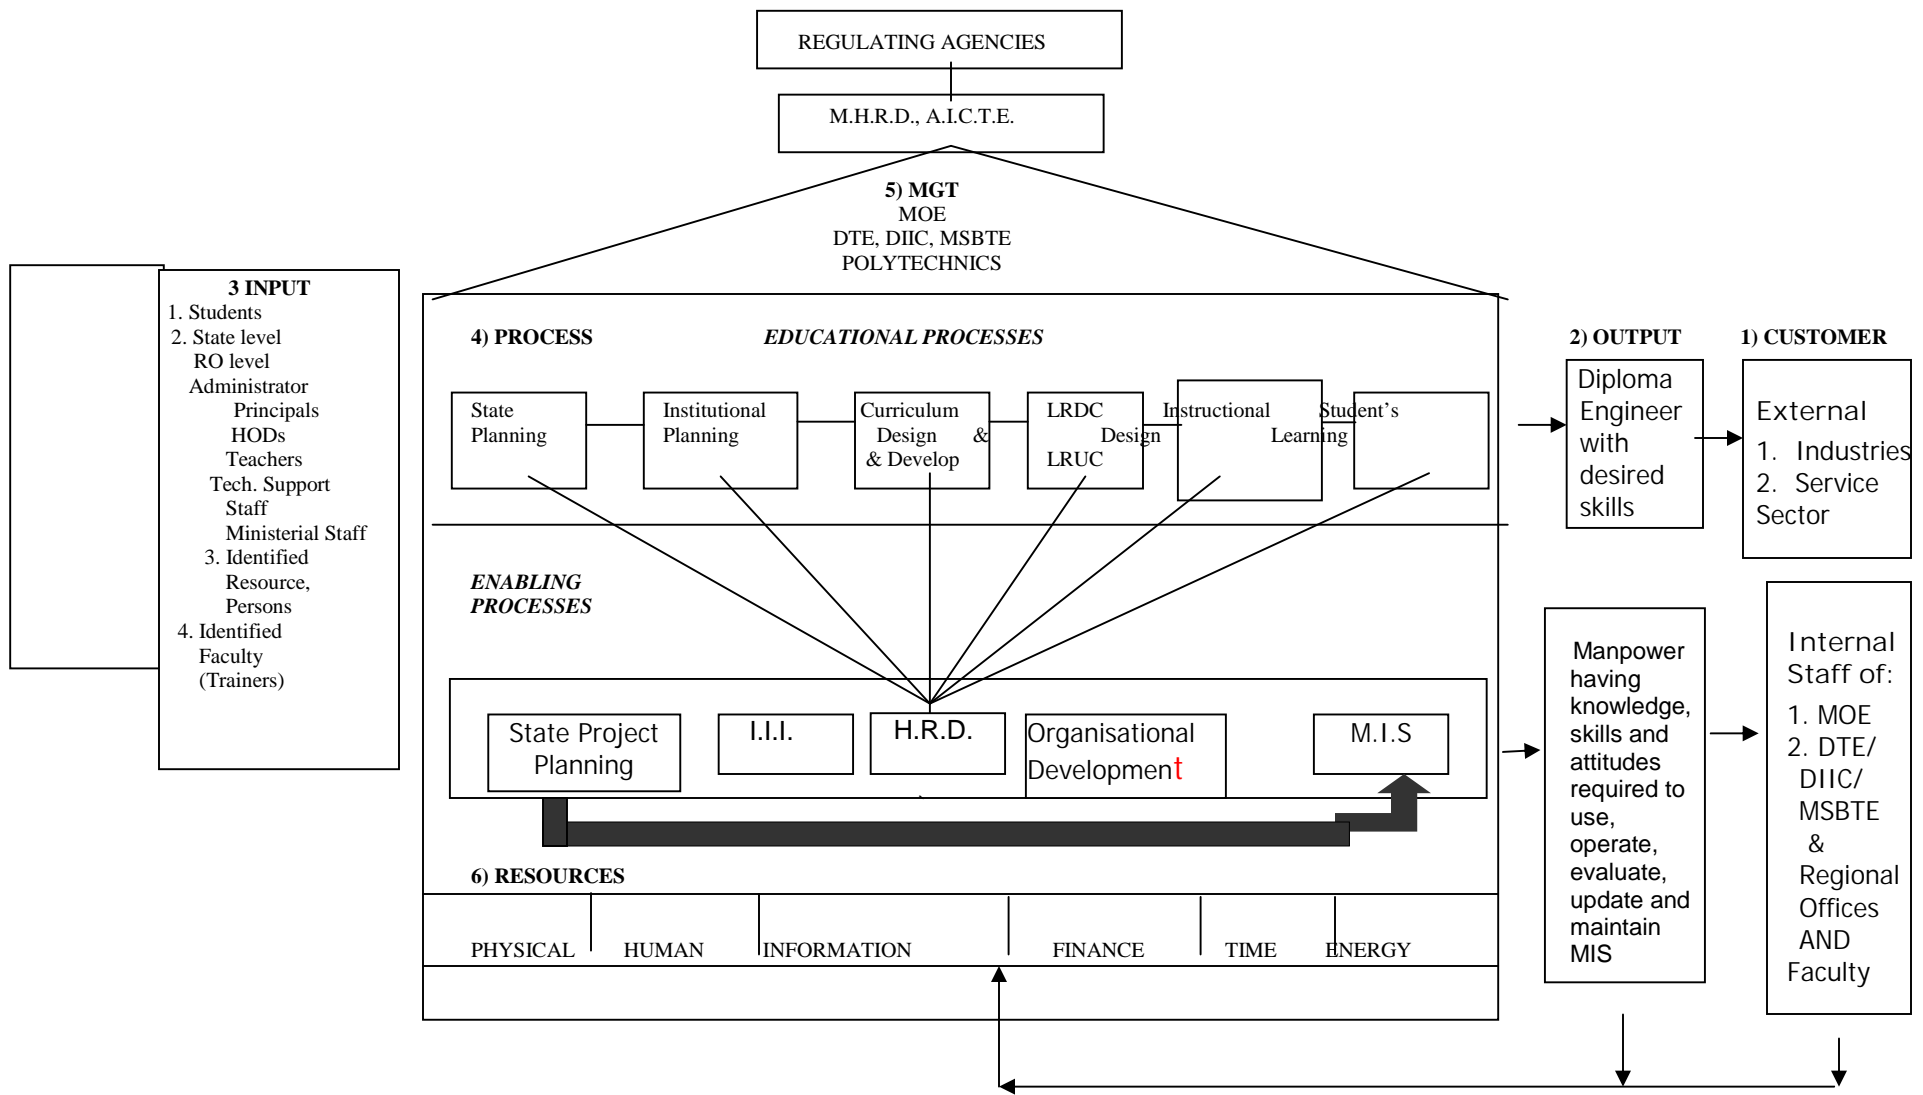 REGULATING AGENCIES
M.H.R.D., A.I.C.T.E.
5) MGT
MOE
DTE, DIIC, MSBTE
POLYTECHNICS
3 INPUT
1. Students
2. State level
RO level
Administrator
Principals
HODs
Teachers
Tech. Support
Staff
Ministerial Staff
3. Identified
Resource,
Persons
4. Identified
Faculty
(Trainers)
4) PROCESS
EDUCATIONAL PROCESSES
State
Planning
Institutional
Planning
Curriculum
Design &
& Develop
LRDC
LRUC
Instructional
Design
Student’s
Learning
ENABLING
PROCESSES
State Project
Planning
I.I.I.
H.R.D.
Organisational
Development
M.I.S
6) RESOURCES
PHYSICAL HUMAN INFORMATION FINANCE TIME ENERGY
2) OUTPUT
Diploma
Engineer
with
desired
skills
1) CUSTOMER
External
1. Industries
2. Service
Sector
Manpower
having
knowledge,
skills and
attitudes
required to
use,
operate,
evaluate,
update and
maintain
MIS
Internal
Staff of:
1. MOE
2. DTE/
DIIC/
MSBTE
&
Regional
Offices
AND
Faculty